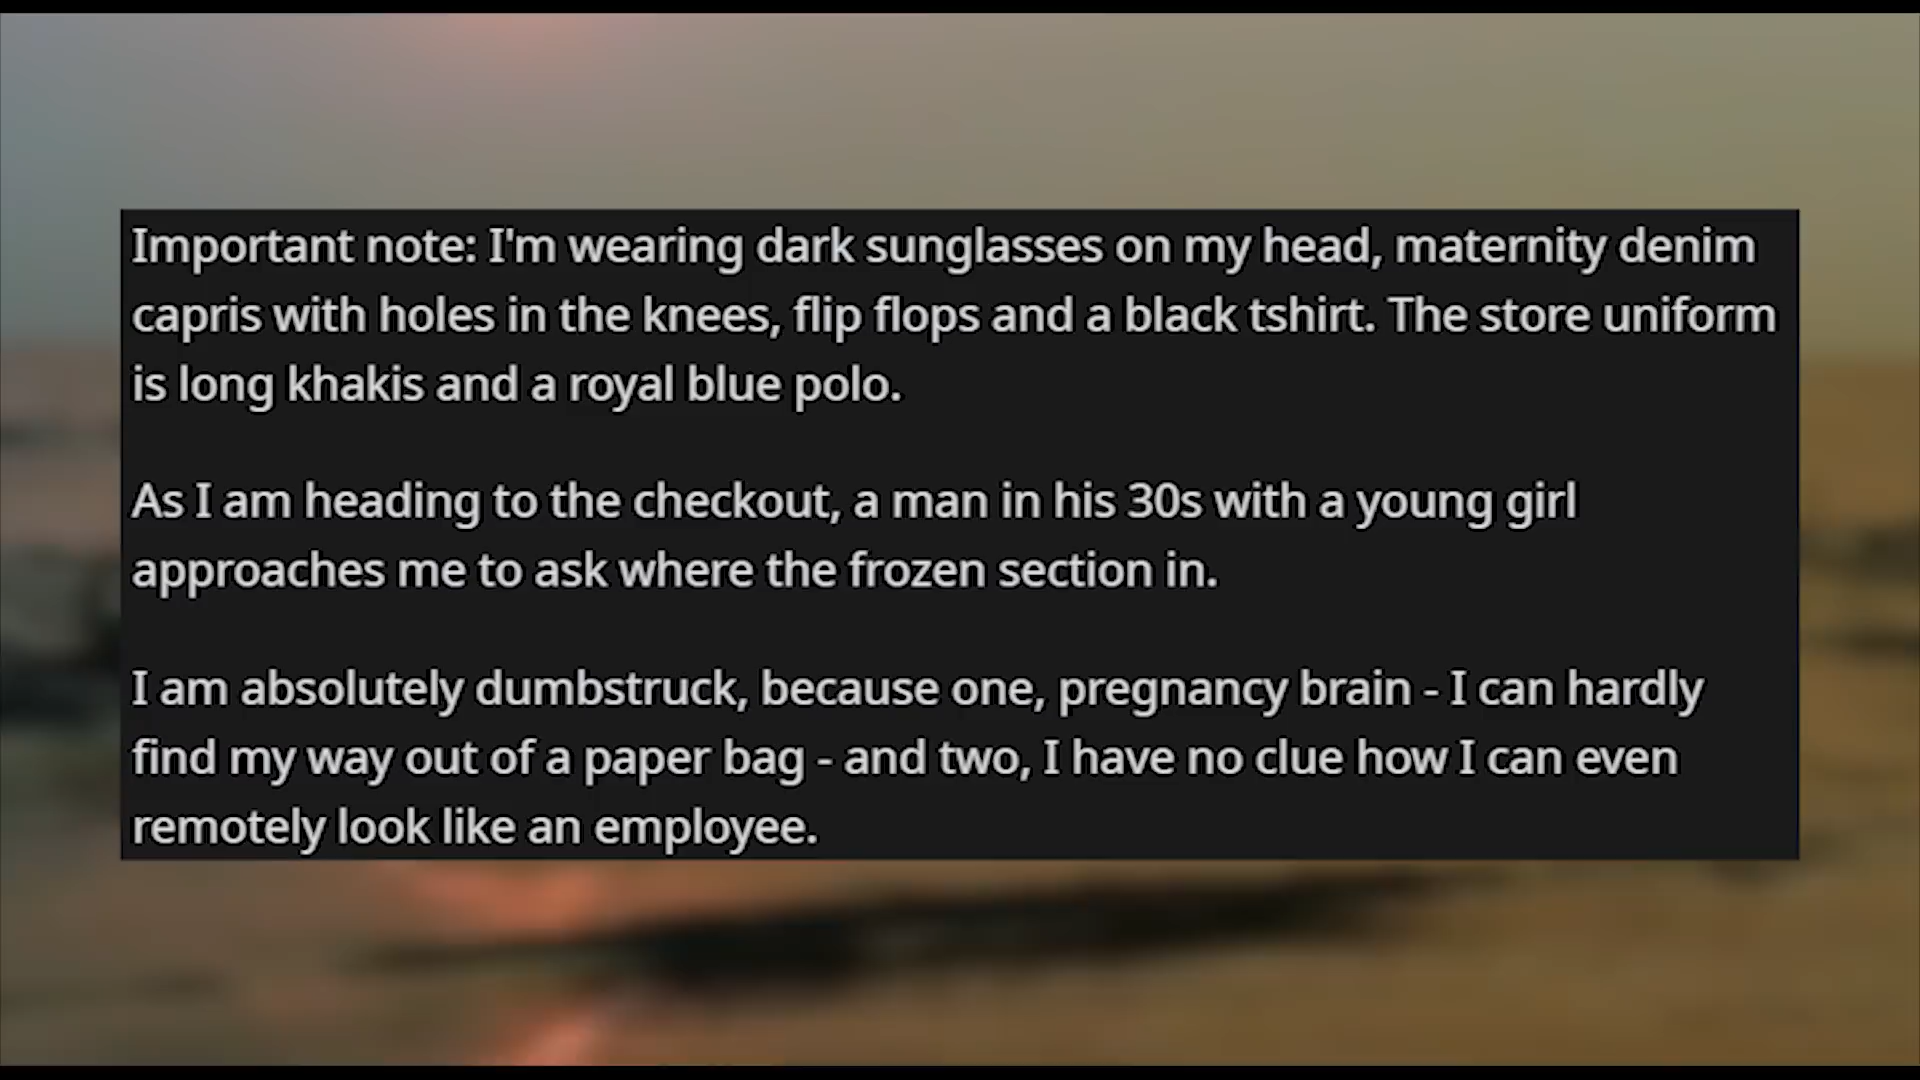 Important note: I'm wearing dark sunglasses on my head, maternity denim
capris with holes in the knees, flip flops and a black tshirt. The store uniform
is long khakis and a royal blue polo.
As I am heading to the checkout, a man in his 30s with a young girl
approaches me to ask where the frozen section in.
I am absolutely dumbstruck, because one, pregnancy brain - I can hardly
find my way out of a paper bag - and two, I have no clue how I can even
remotely look like an employee.